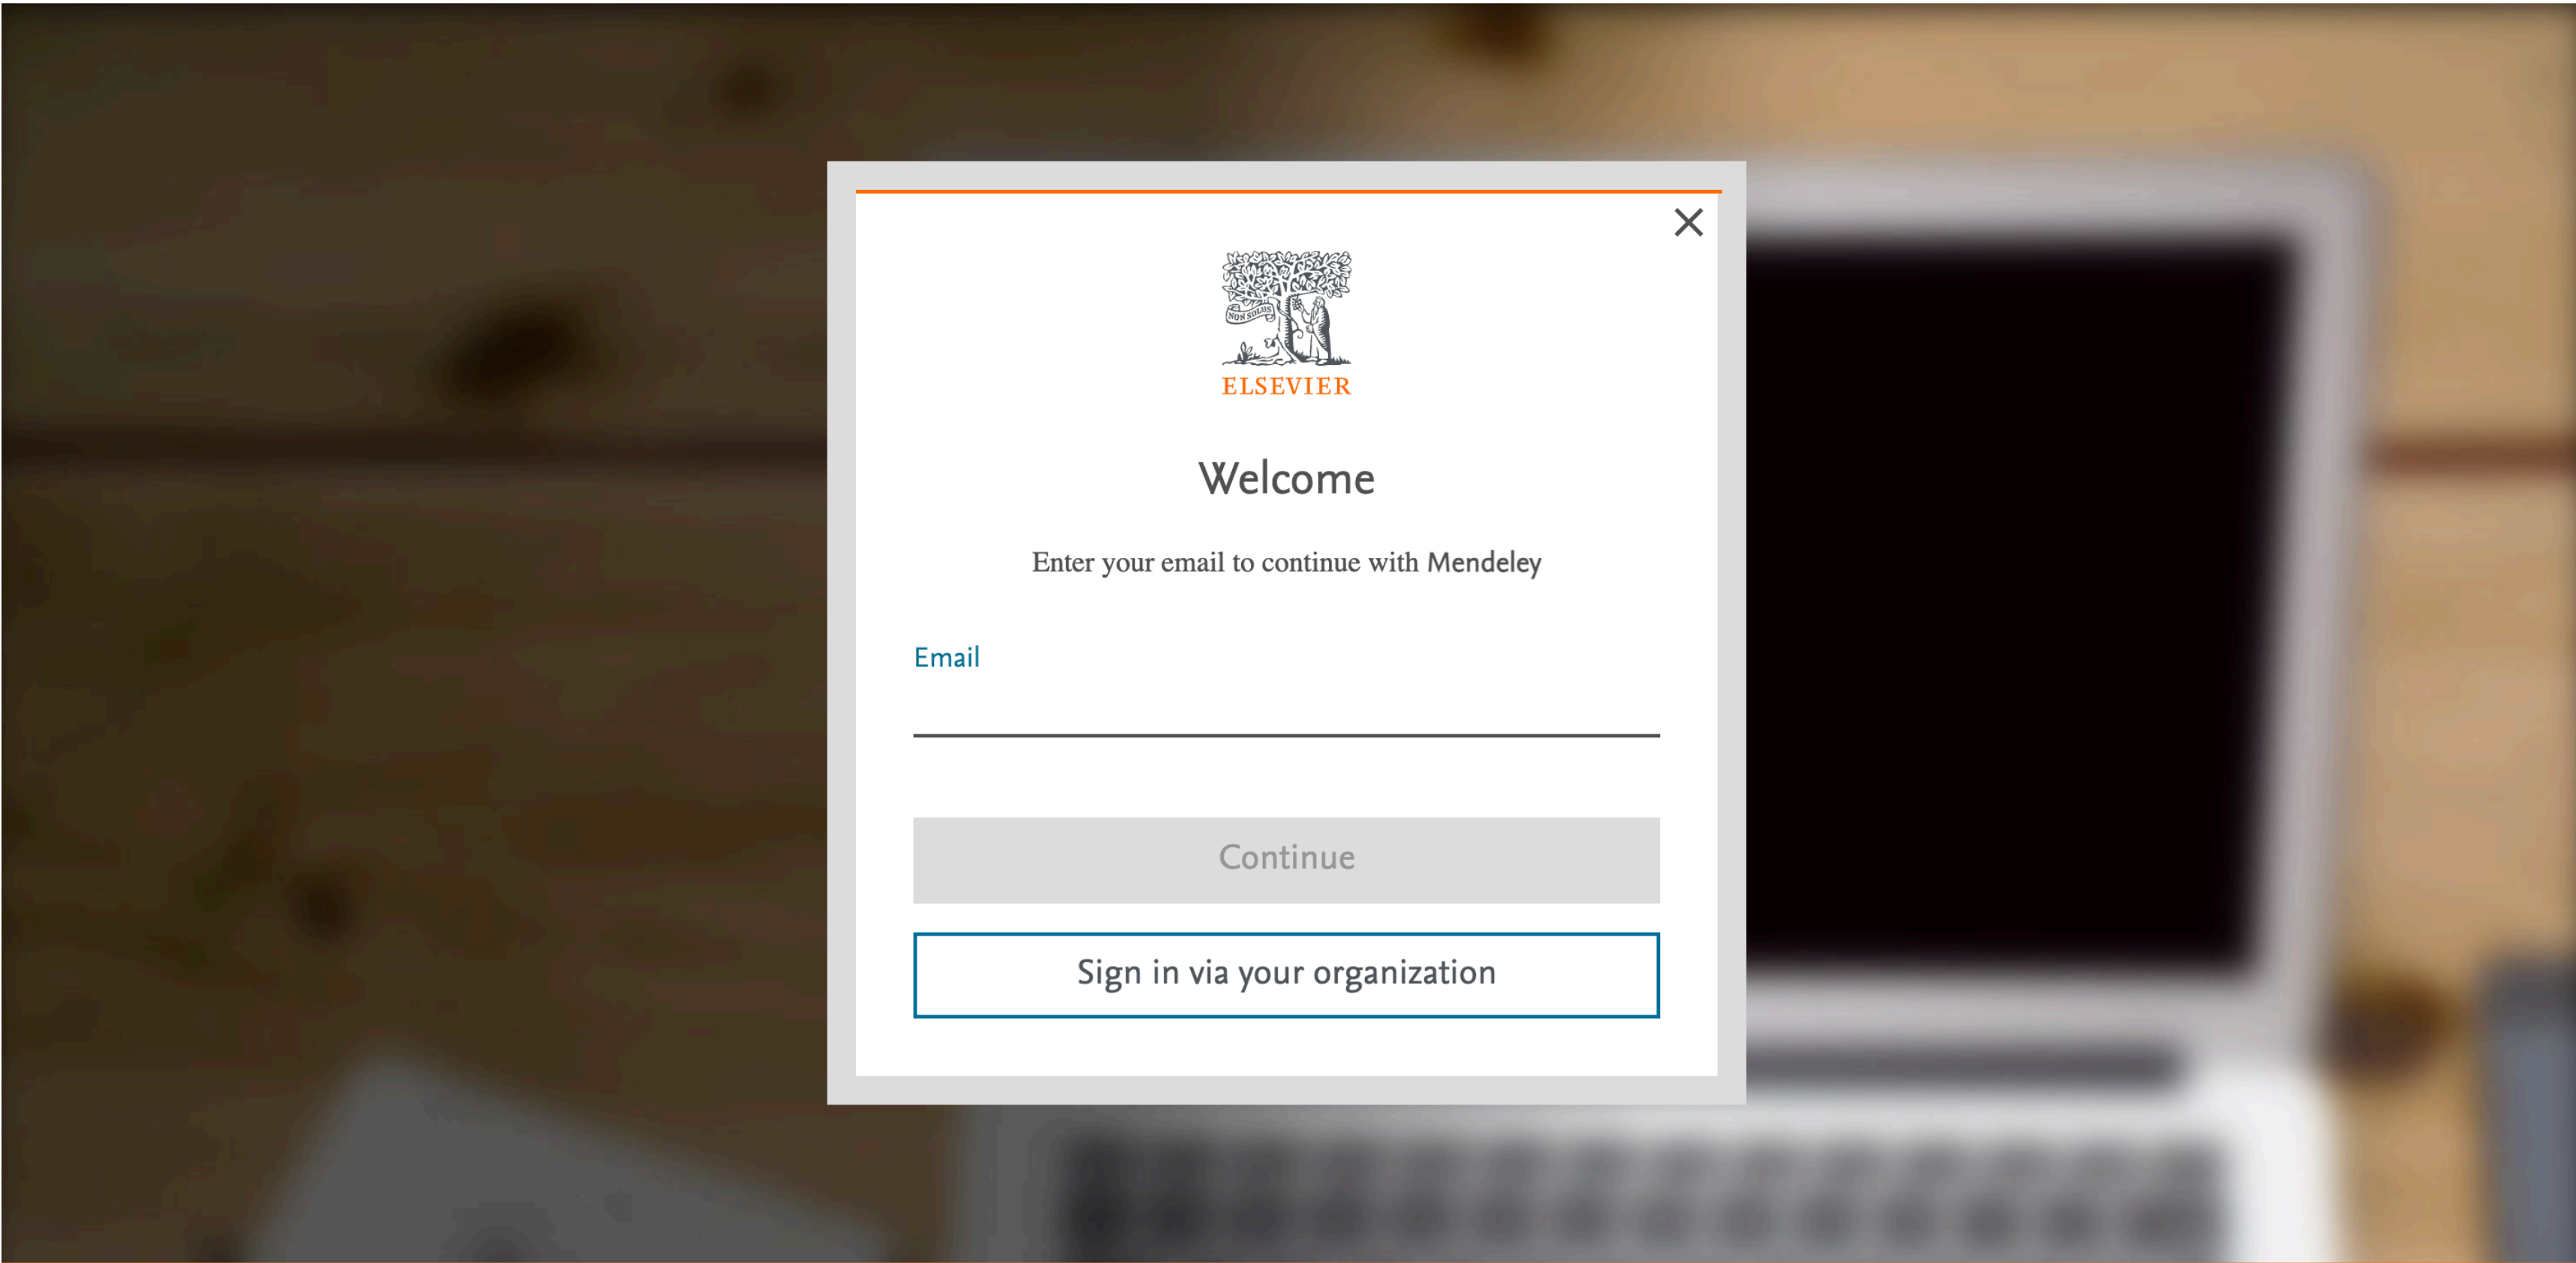 NON SOLUS
ELSEVIER
Welcome
Enter your email to continue with Mendeley
Email
Continue
Sign in via your organization